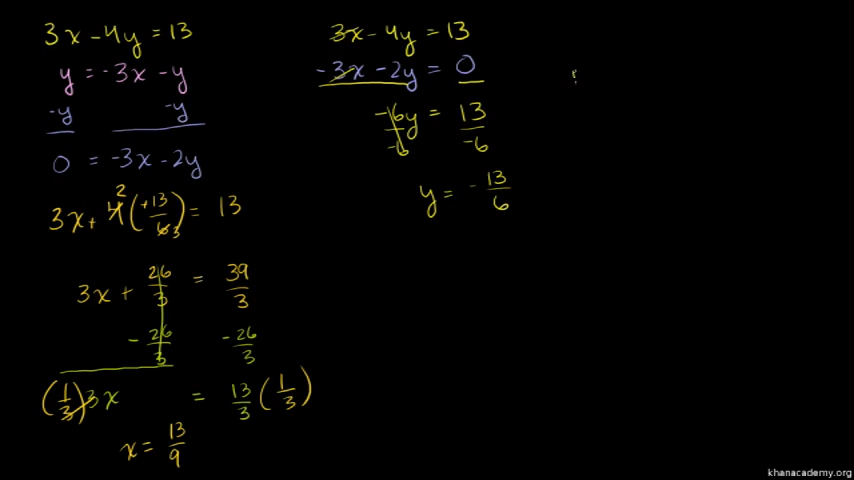 3x - 4y = 13
y = -3x - y
-y -y
0 = -3x - 2y
3x + 4 2 (+13/6 3) = 13
3x + 26/3 = 39/3
- 26/3 - 26/3
(1/3) 3x = 13/3 (1/3)
x = 13/9
3x - 4y = 13
-3x - 2y = 0
-6y/-6 = 13/-6
y = - 13/6
khanacademy.org